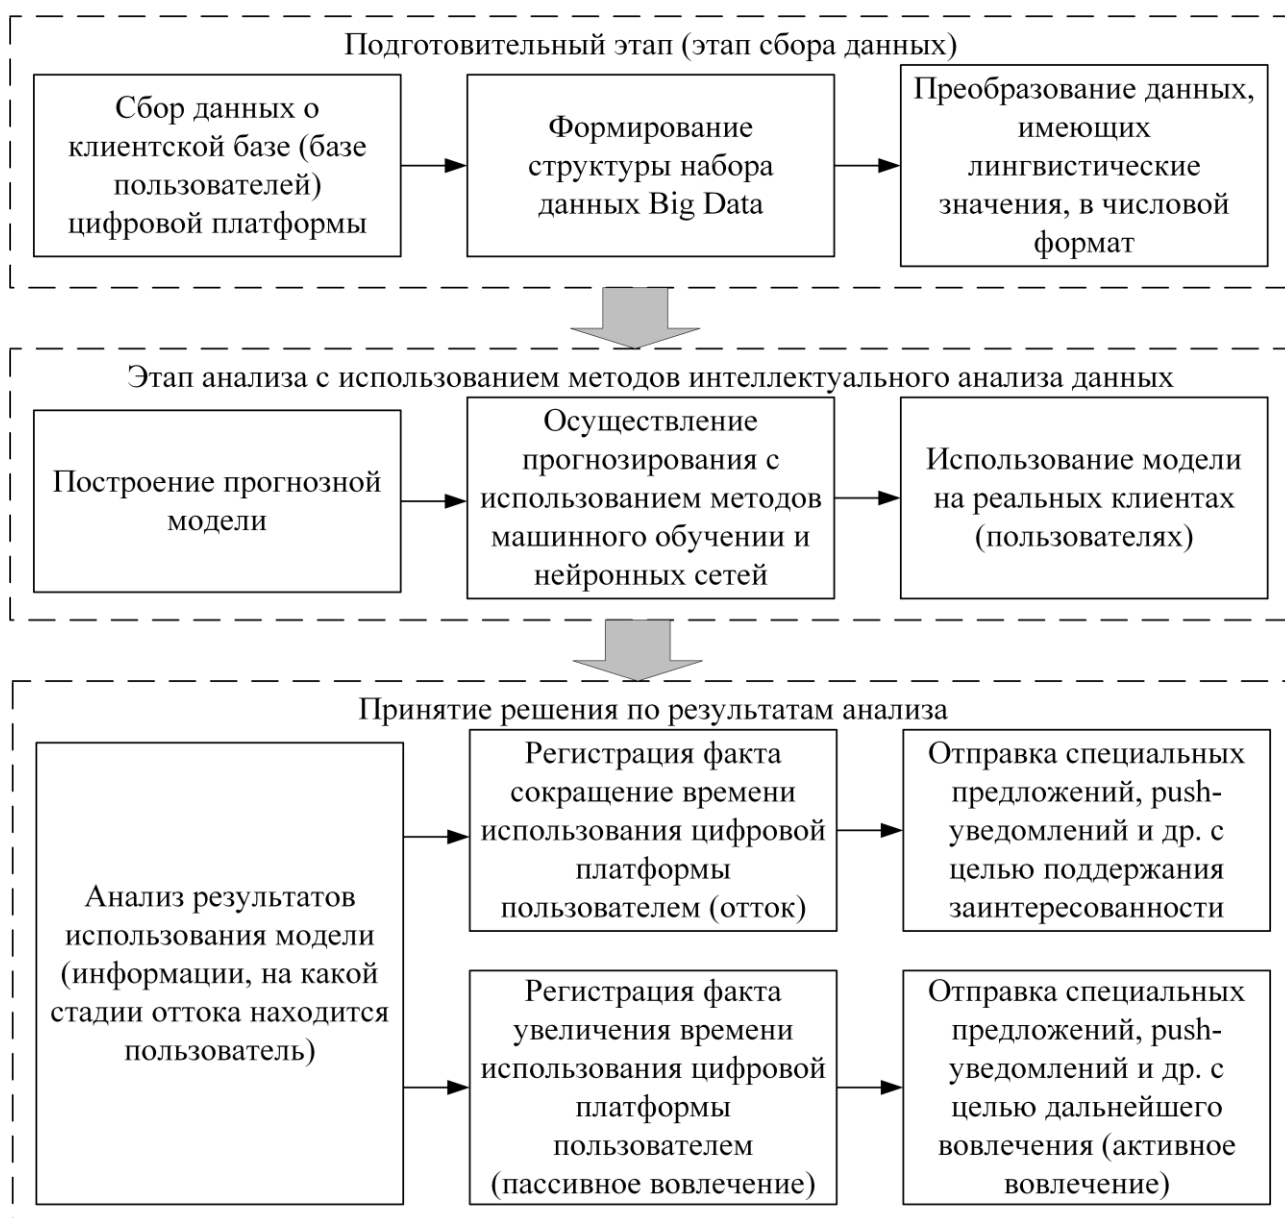 Подготовительный этап (этап сбора данных)
Сбор данных о
клиентской базе (базе
пользователей)
цифровой платформы
Формирование
структуры набора
данных Big Data
Преобразование данных,
имеющих
лингвистические
значения, в числовой
формат
Этап анализа с использованием методов интеллектуального анализа данных
Построение прогнозной
модели
Осуществление
прогнозирования с
использованием методов
машинного обучении и
нейронных сетей
Использование модели
на реальных клиентах
(пользователях)
Принятие решения по результатам анализа
Анализ результатов
использования модели
(информации, на какой
стадии оттока находится
пользователь)
Регистрация факта
сокращение времени
использования цифровой
платформы
пользователем (отток)
Отправка специальных
предложений, push-
уведомлений и др. с
целью поддержания
заинтересованности
Регистрация факта
увеличения времени
использования цифровой
платформы
пользователем
(пассивное вовлечение)
Отправка специальных
предложений, push-
уведомлений и др. с
целью дальнейшего
вовлечения (активное
вовлечение)